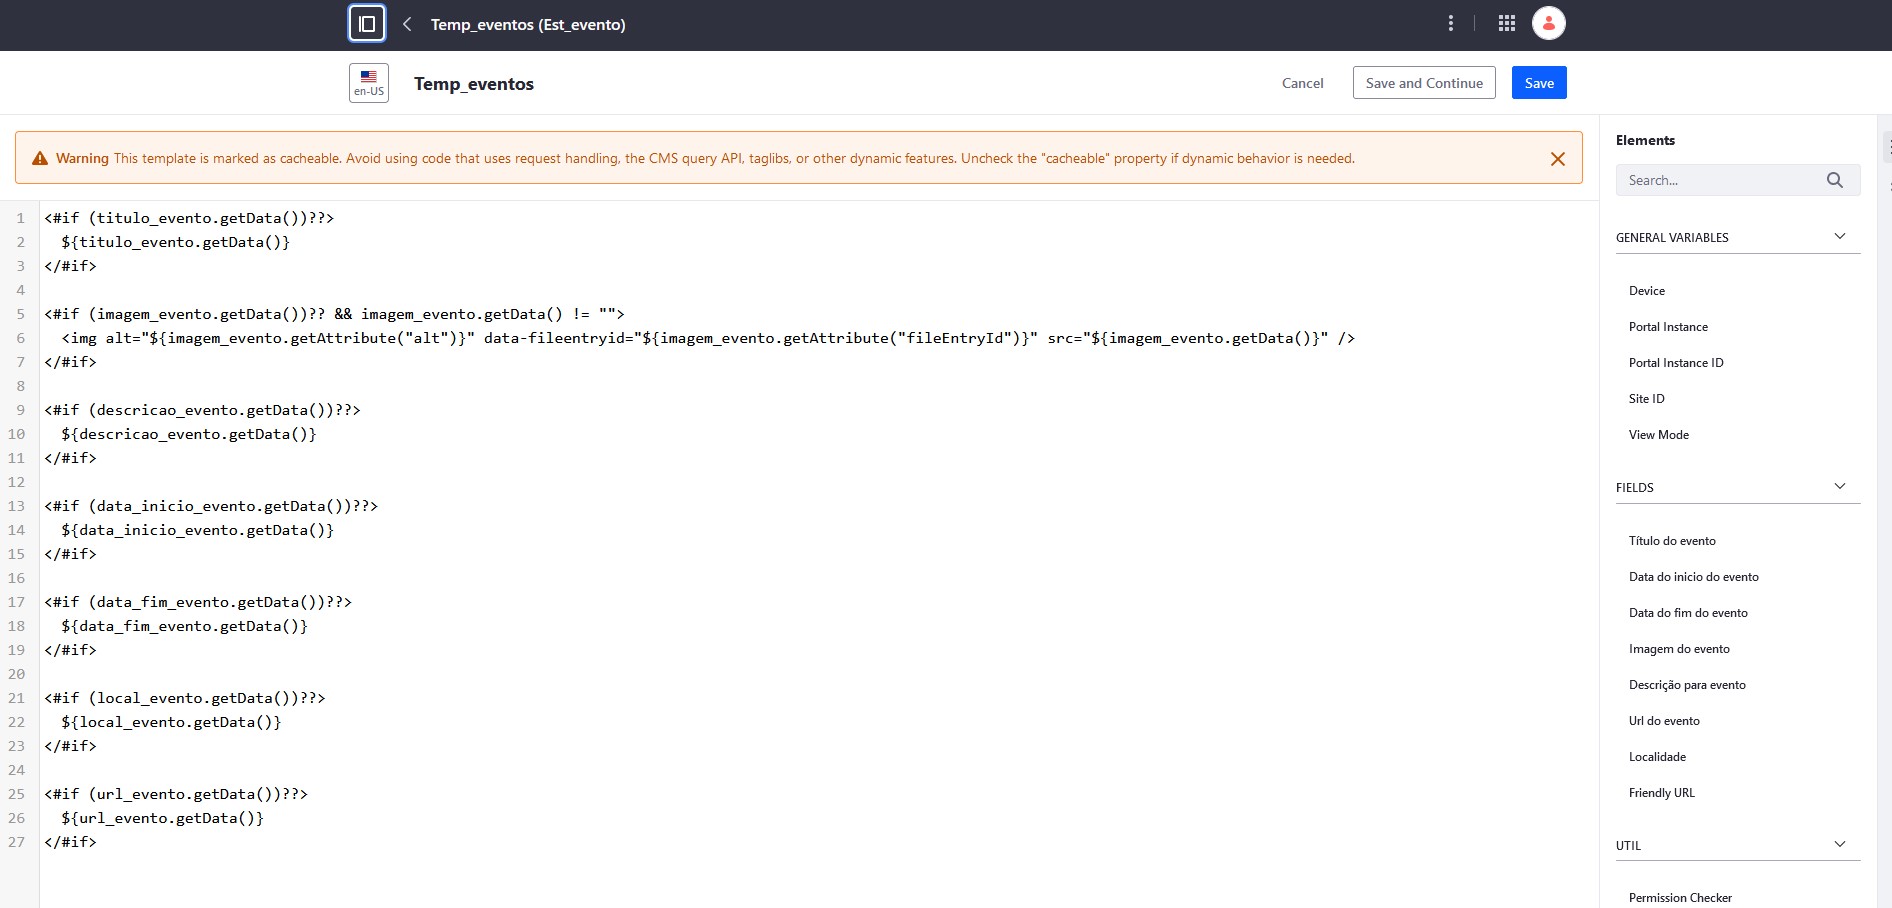 Temp_eventos (Est_evento)
en-US
Temp_eventos
Cancel
Save and Continue
Save
Warning This template is marked as cacheable. Avoid using code that uses request handling, the CMS query API, taglibs, or other dynamic features. Uncheck the "cacheable" property if dynamic behavior is needed.
1 <#if (titulo_evento.getData())??>
2 ${titulo_evento.getData()}
3 </#if>
4
5 <#if (imagem_evento.getData())?? && imagem_evento.getData() != "">
6 <img alt="${imagem_evento.getAttribute("alt")}" data-fileentryid="${imagem_evento.getAttribute("fileEntryId")}" src="${imagem_evento.getData()}" />
7 </#if>
8
9 <#if (descricao_evento.getData())??>
10 ${descricao_evento.getData()}
11 </#if>
12
13 <#if (data_inicio_evento.getData())??>
14 ${data_inicio_evento.getData()}
15 </#if>
16
17 <#if (data_fim_evento.getData())??>
18 ${data_fim_evento.getData()}
19 </#if>
20
21 <#if (local_evento.getData())??>
22 ${local_evento.getData()}
23 </#if>
24
25 <#if (url_evento.getData())??>
26 ${url_evento.getData()}
27 </#if>
Elements
Search...
GENERAL VARIABLES
Device
Portal Instance
Portal Instance ID
Site ID
View Mode
FIELDS
Título do evento
Data do inicio do evento
Data do fim do evento
Imagem do evento
Descrição para evento
Url do evento
Localidade
Friendly URL
UTIL
Permission Checker